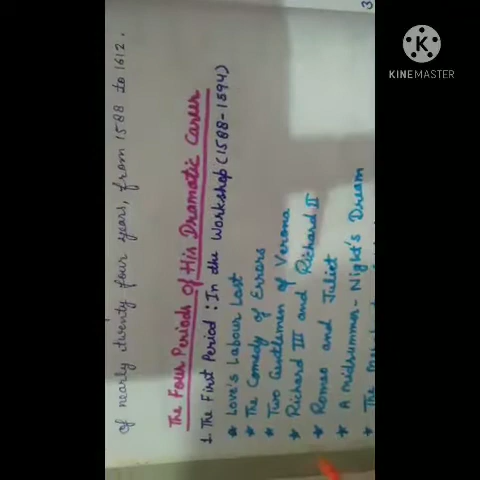 of nearly twenty four years, from 1588 to 1612.
The Four Periods of His Dramatic Career
1. The First Period: In the Workshop (1588-1594)
★ Love's Labour Lost
★ The Comedy of Errors
★ Two Gentlemen of Verona
★ Richard III and Richard II
★ Romeo and Juliet
★ A Midsummer-Night's Dream
★ The
3
K
KINEMASTER